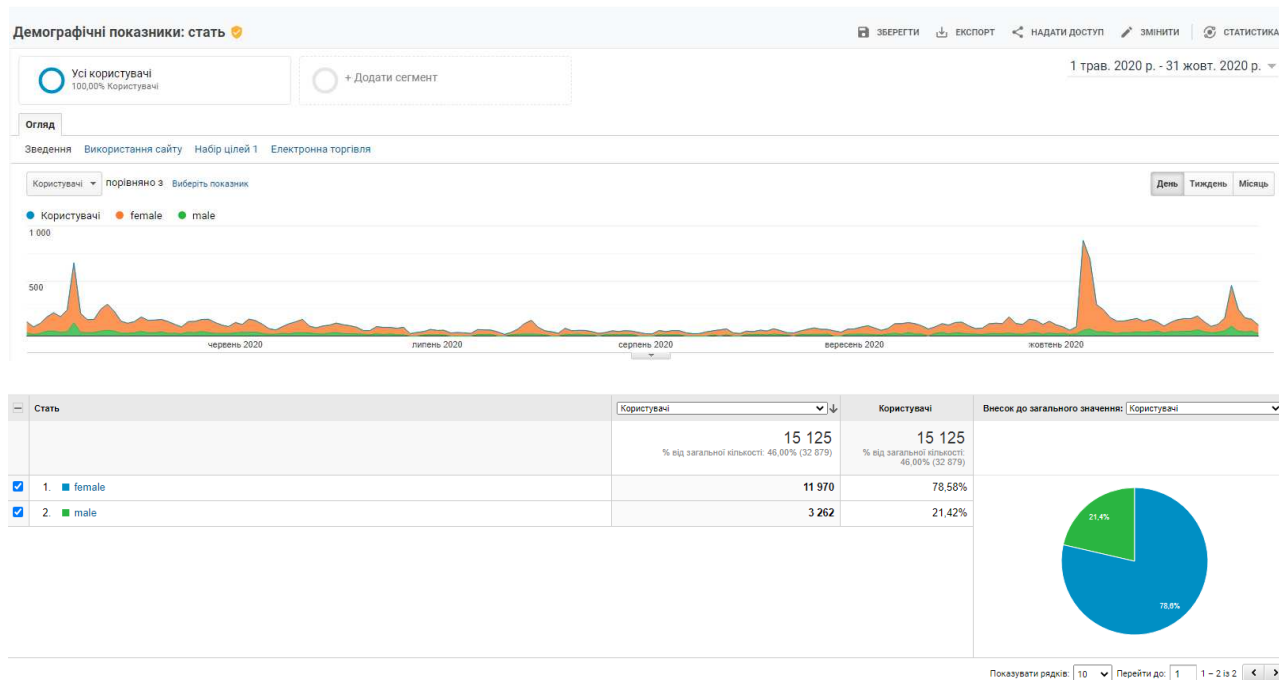 Демографічні показники: стать
ЗБЕРЕГТИ ЕКСПОРТ НАДАТИ ДОСТУП ЗМІНИТИ СТАТИСТИКА
Усі користувачі
100,00% Користувачі
+ Додати сегмент
1 трав. 2020 р. - 31 жовт. 2020 р.
Огляд
Зведення Використання сайту Набір цілей 1 Електронна торгівля
Користувачі порівняно з Виберіть показник
День Тиждень Місяць
Користувачі female male
1 000
500
червень 2020 липень 2020 серпень 2020 вересень 2020 жовтень 2020
Стать Користувачі Користувачі Внесок до загального значення: Користувачі
15 125 15 125
% від загальної кількості: 46,00% (32 879) % від загальної кількості:
46,00% (32 879)
1. female 11 970 78,58%
2. male 3 262 21,42%
21,4%
78,6%
Показувати рядків: 10 Перейти до: 1 1 – 2 із 2